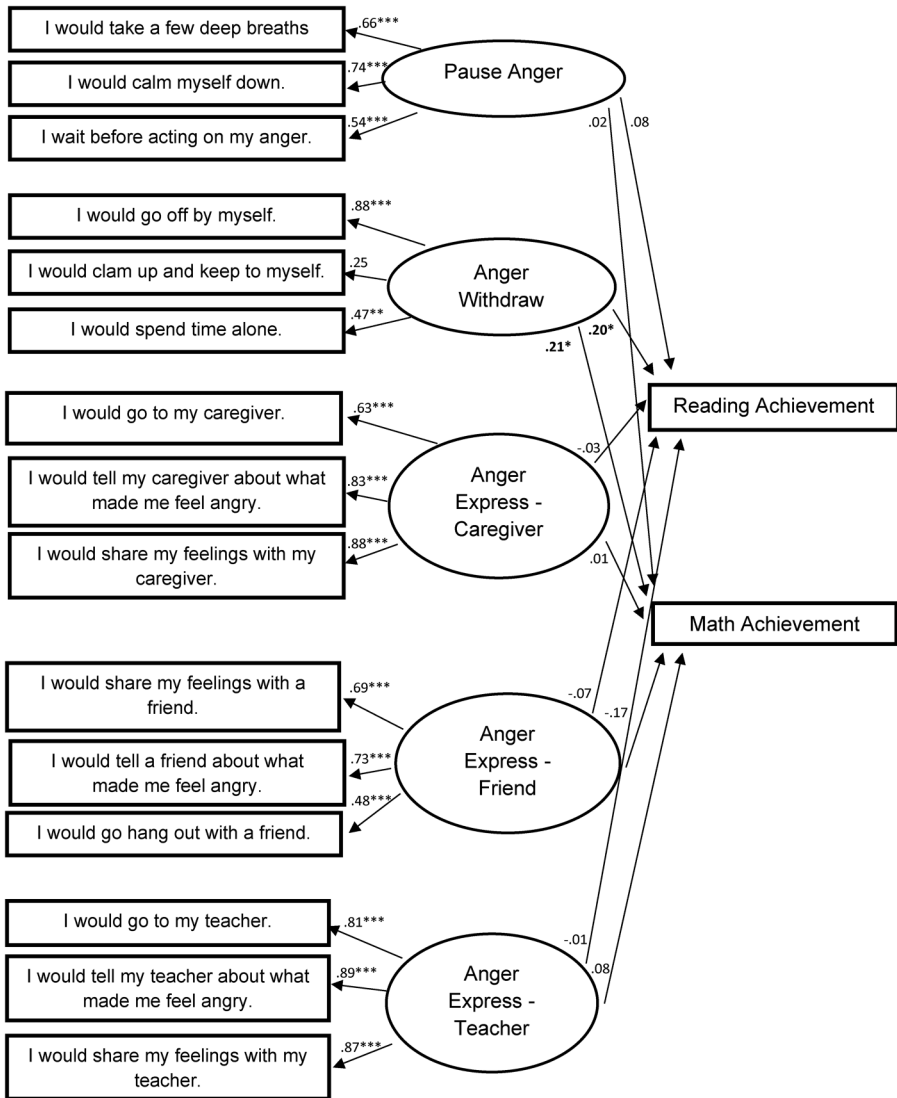 I would take a few deep breaths
.66***
I would calm myself down.
.74***
I wait before acting on my anger.
.54***
Pause Anger
.02
.08
I would go off by myself.
.88***
I would clam up and keep to myself.
.25
I would spend time alone.
.47**
Anger
Withdraw
.20*
.21*
Reading Achievement
I would go to my caregiver.
.63***
I would tell my caregiver about what
made me feel angry.
.83***
I would share my feelings with my
caregiver.
.88***
Anger
Express -
Caregiver
-.03
.01
Math Achievement
I would share my feelings with a
friend.
.69***
I would tell a friend about what
made me feel angry.
.73***
I would go hang out with a friend.
.48***
Anger
Express -
Friend
-.07
-.17
I would go to my teacher.
.81***
I would tell my teacher about what
made me feel angry.
.89***
I would share my feelings with my
teacher.
.87***
Anger
Express -
Teacher
-.01
.08